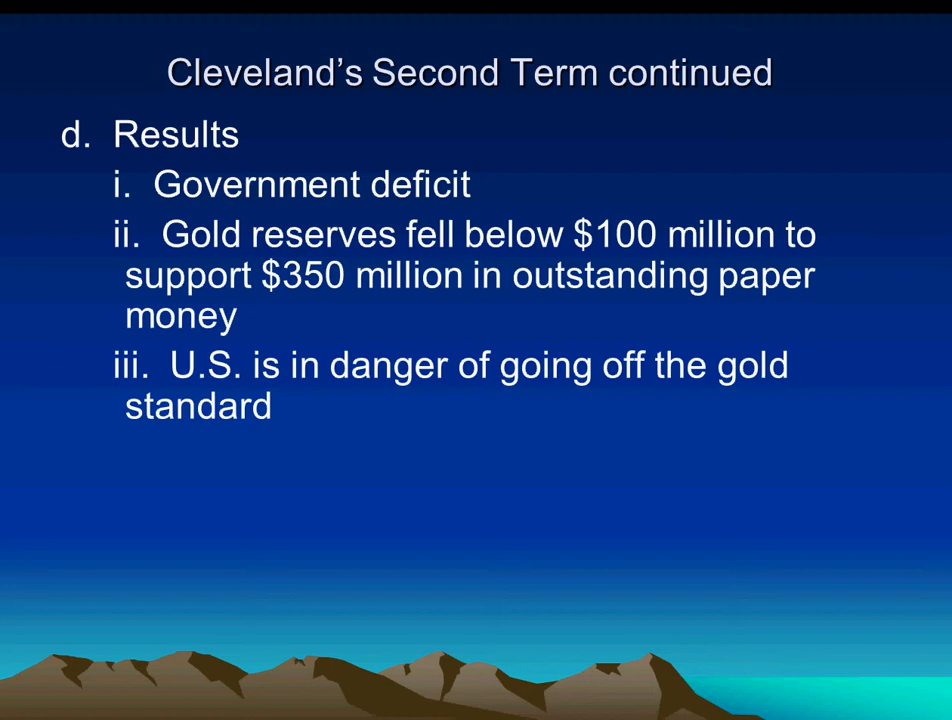 Cleveland’s Second Term continued
d. Results
i. Government deficit
ii. Gold reserves fell below $100 million to
support $350 million in outstanding paper
money
iii. U.S. is in danger of going off the gold
standard